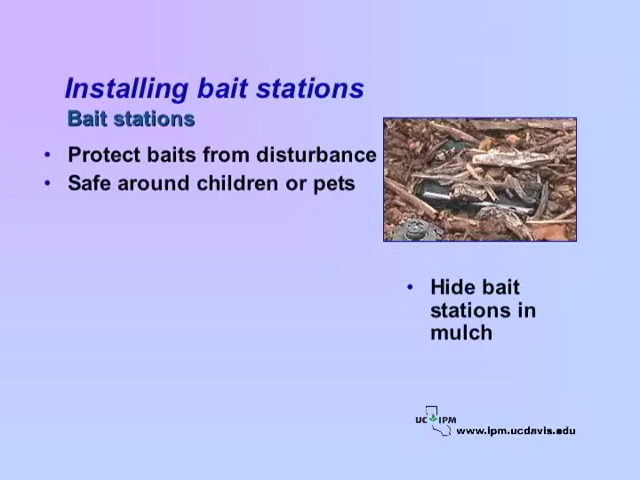 Installing bait stations
Bait stations
• Protect baits from disturbance
• Safe around children or pets
• Hide bait
stations in
mulch
UC IPM
www.ipm.ucdavis.edu